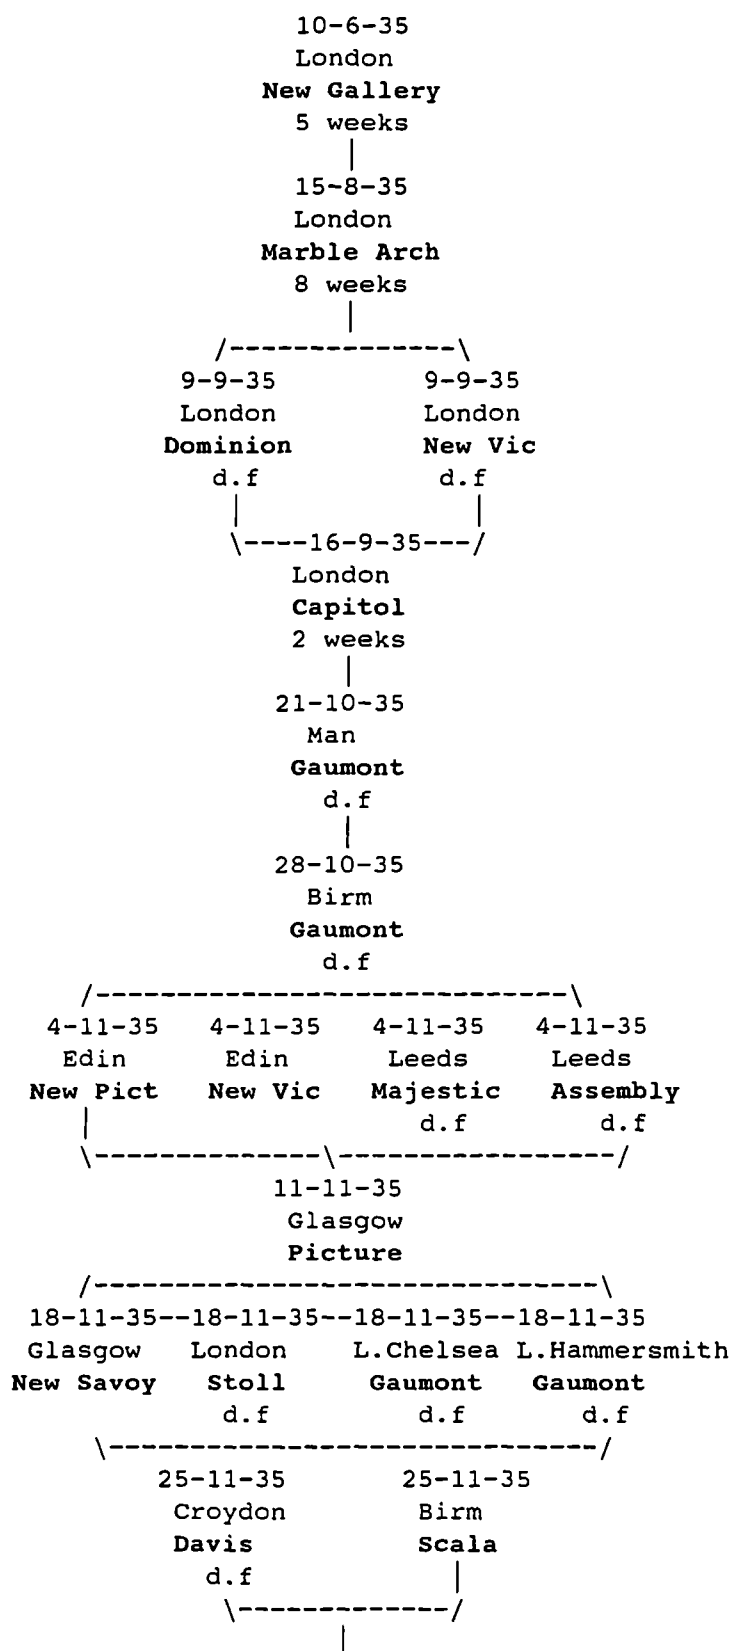 10-6-35
London
New Gallery
5 weeks
|
15-8-35
London
Marble Arch
8 weeks
|
/--------------\
9-9-35 9-9-35
London London
Dominion New Vic
d.f d.f
| |
\----16-9-35---/
London
Capitol
2 weeks
|
21-10-35
Man
Gaumont
d.f
|
28-10-35
Birm
Gaumont
d.f
/-----------------------------\
4-11-35 4-11-35 4-11-35 4-11-35
Edin Edin Leeds Leeds
New Pict New Vic Majestic Assembly
| d.f d.f
\--------------\-----------------/
11-11-35
Glasgow
Picture
/-------------------------------\
18-11-35--18-11-35--18-11-35--18-11-35
Glasgow London L.Chelsea L.Hammersmith
New Savoy Stoll Gaumont Gaumont
d.f d.f d.f
\------------------------------/
25-11-35 25-11-35
Croydon Birm
Davis Scala
d.f |
\-------------/
|